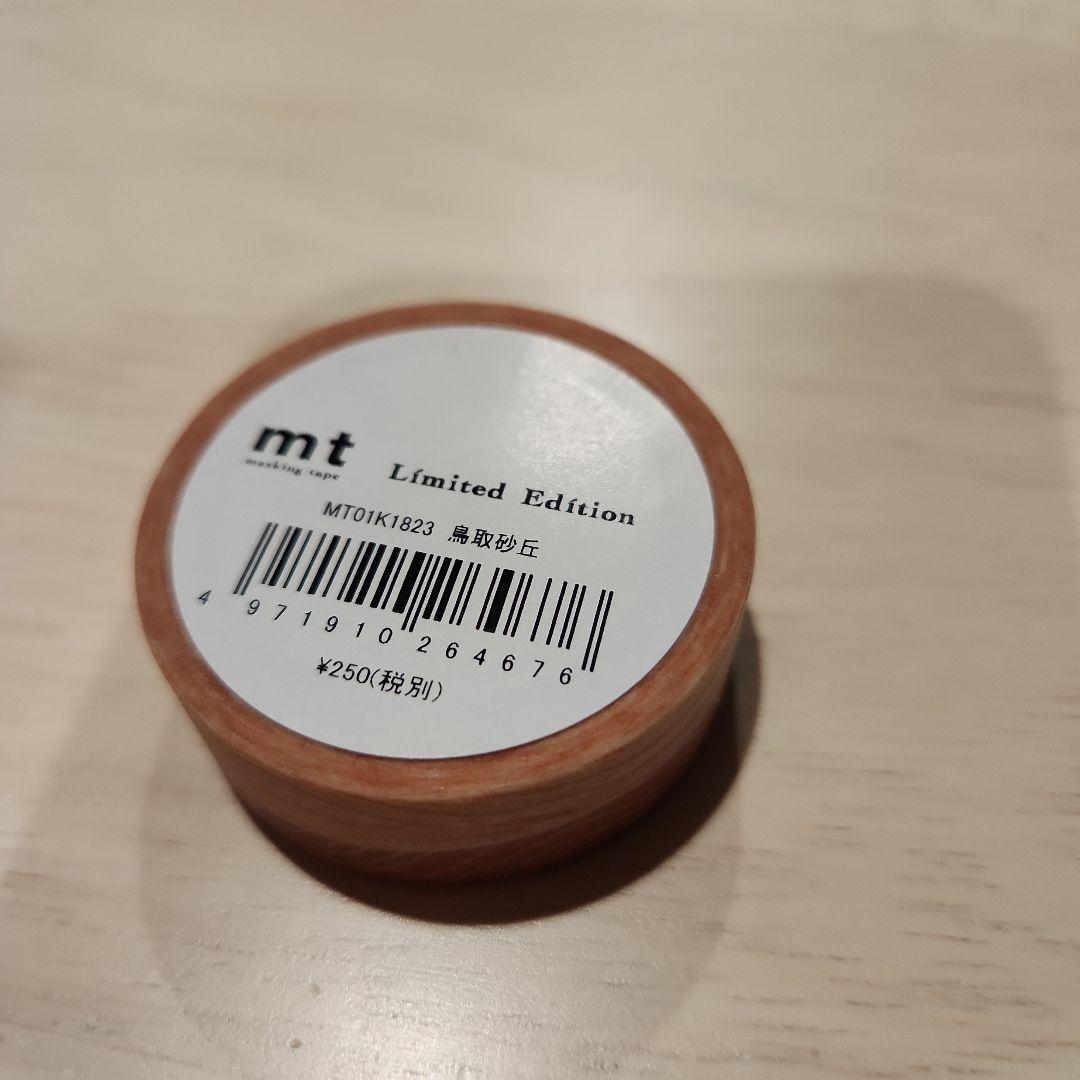 mt
masking tape
Limited Edition
MT01K1823 鳥取砂丘
4 971910 264676
¥250(税別)